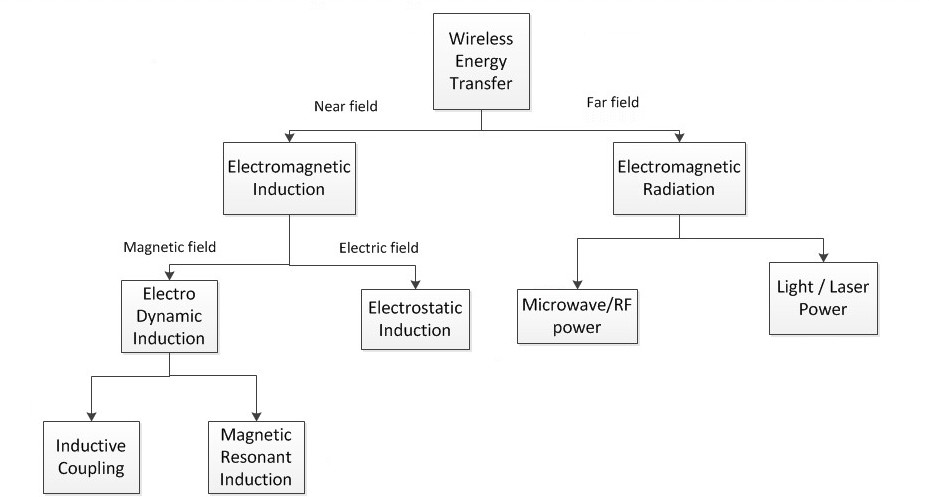 Wireless
Energy
Transfer
Near field
Far field
Electromagnetic
Induction
Electromagnetic
Radiation
Magnetic field
Electric field
Electro
Dynamic
Induction
Electrostatic
Induction
Microwave/RF
power
Light / Laser
Power
Inductive
Coupling
Magnetic
Resonant
Induction